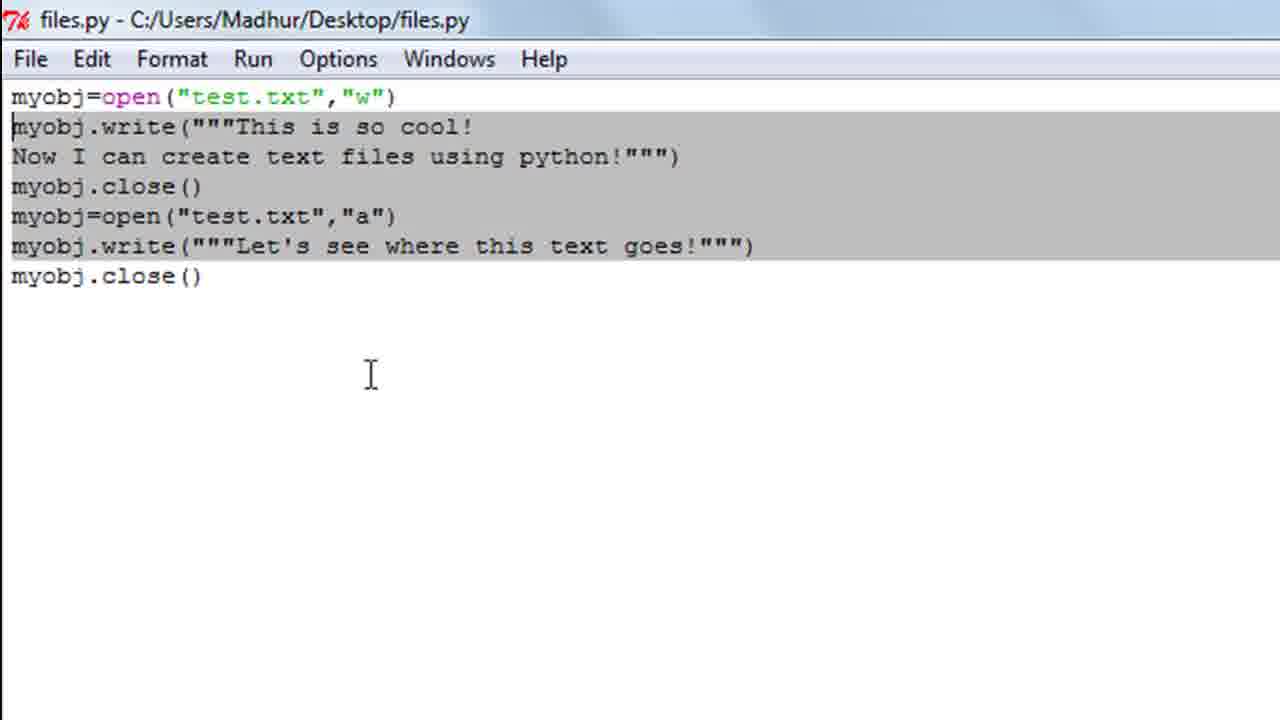 files.py - C:/Users/Madhur/Desktop/files.py
File Edit Format Run Options Windows Help
myobj=open("test.txt","w")
myobj.write("""This is so cool!
Now I can create text files using python!""")
myobj.close()
myobj=open("test.txt","a")
myobj.write("""Let's see where this text goes!""")
myobj.close()